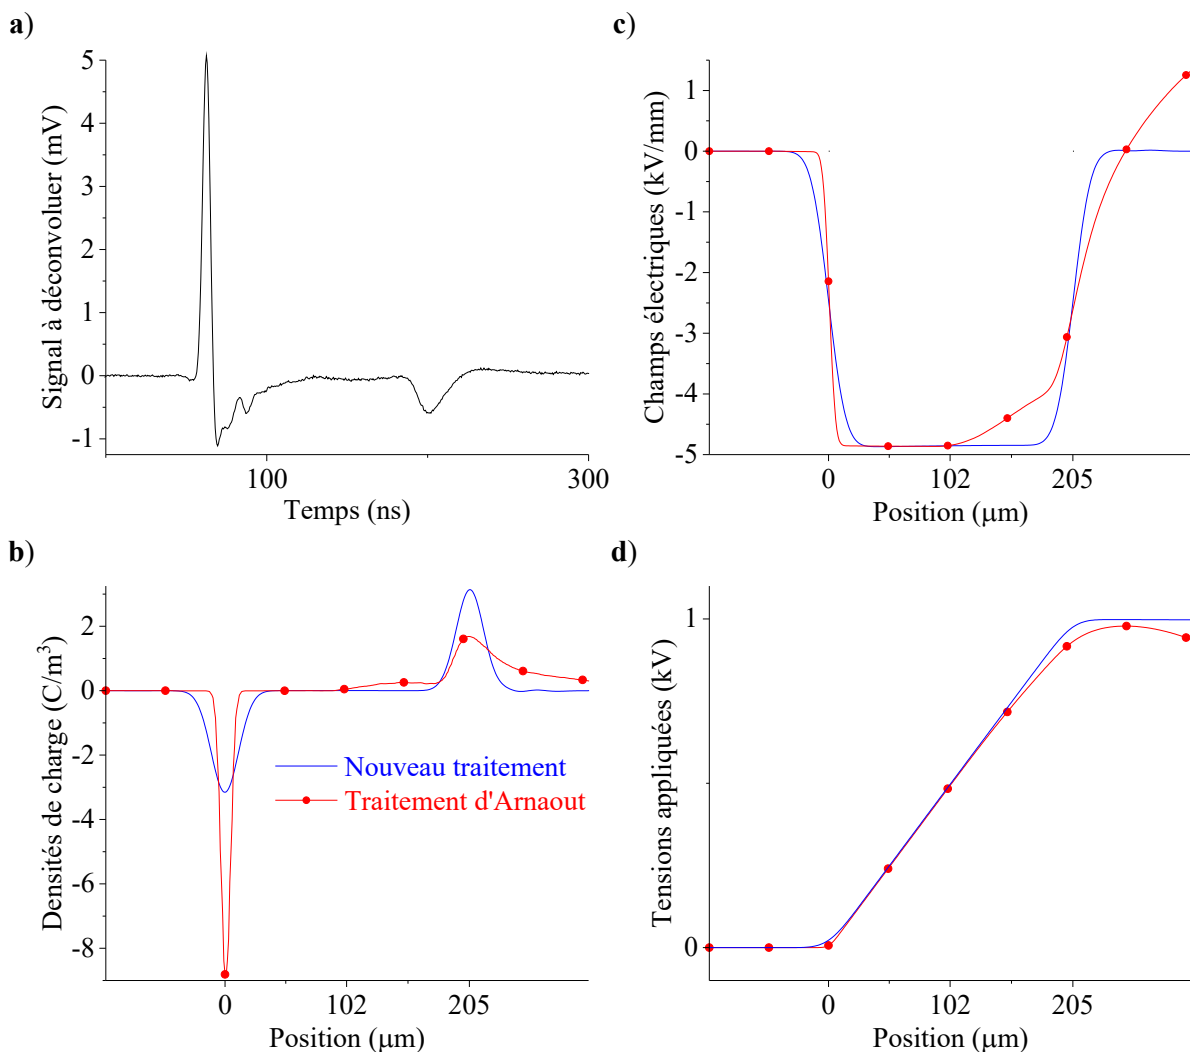 a)
Signal à déconvoluer (mV)
5
4
3
2
1
0
-1
100
300
Temps (ns)
c)
Champs électriques (kV/mm)
1
0
-1
-2
-3
-4
-5
0
102
205
Position (μm)
b)
Densités de charge (C/m³)
2
0
-2
-4
-6
-8
Nouveau traitement
Traitement d'Arnaout
0
102
205
Position (μm)
d)
Tensions appliquées (kV)
1
0
0
102
205
Position (μm)